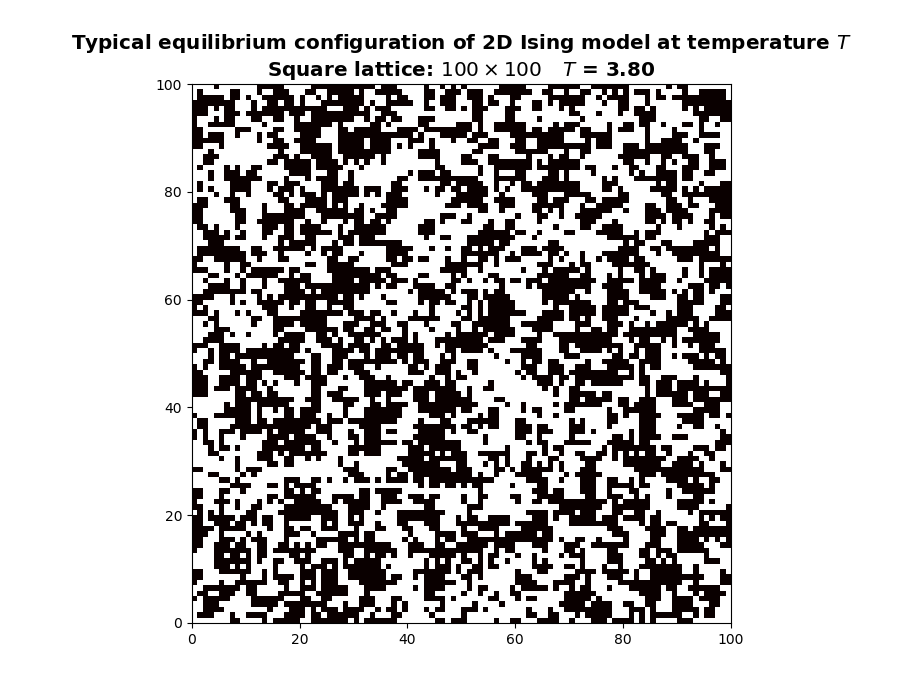 Typical equilibrium configuration of 2D Ising model at temperature T
Square lattice: 100 × 100 T = 3.80
100
80
60
40
20
0
0 20 40 60 80 100